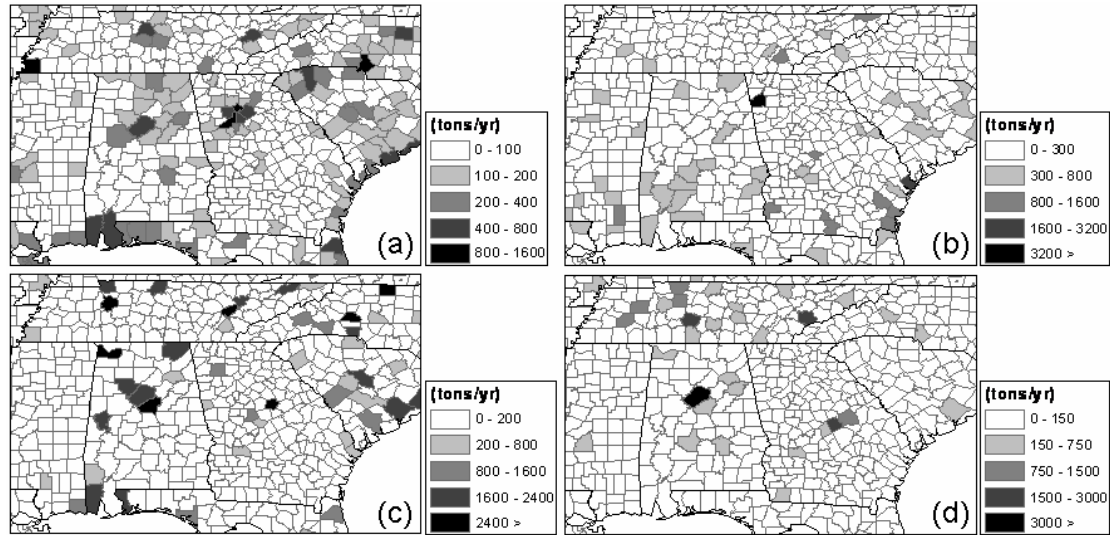 (tons/yr)
0 - 100
100 - 200
200 - 400
400 - 800
800 - 1600
(a)
(tons/yr)
0 - 300
300 - 800
800 - 1600
1600 - 3200
3200 >
(b)
(tons/yr)
0 - 200
200 - 800
800 - 1600
1600 - 2400
2400 >
(c)
(tons/yr)
0 - 150
150 - 750
750 - 1500
1500 - 3000
3000 >
(d)